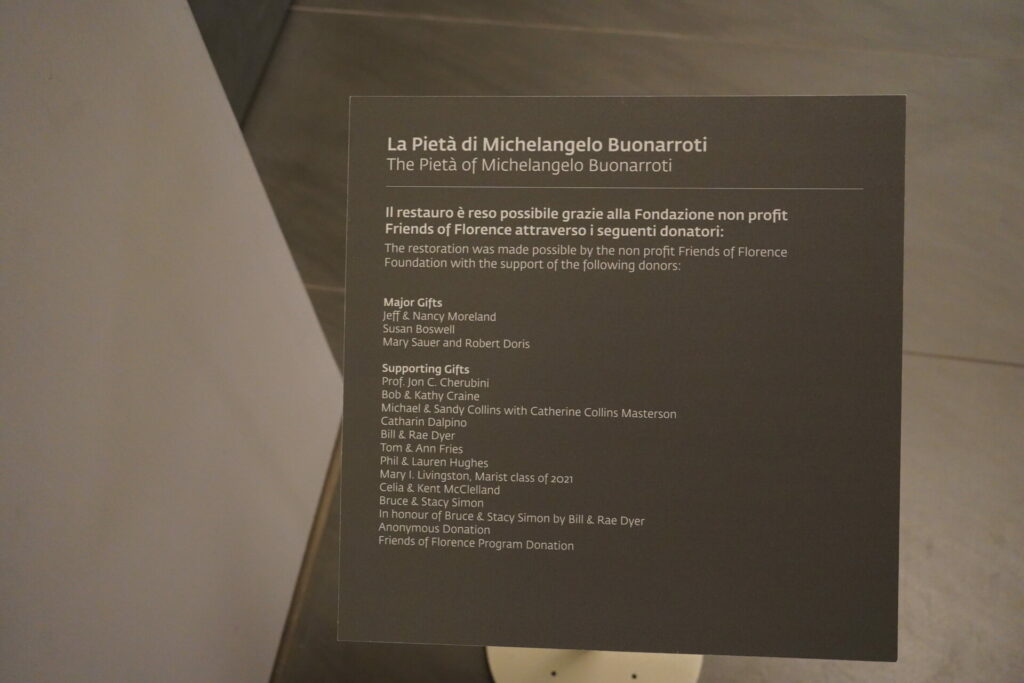 La Pietà di Michelangelo Buonarroti
The Pietà of Michelangelo Buonarroti
Il restauro è reso possibile grazie alla Fondazione non profit
Friends of Florence attraverso i seguenti donatori:
The restoration was made possible by the non profit Friends of Florence
Foundation with the support of the following donors:
Major Gifts
Jeff & Nancy Moreland
Susan Boswell
Mary Sauer and Robert Doris
Supporting Gifts
Prof. Jon C. Cherubini
Bob & Kathy Craine
Michael & Sandy Collins with Catherine Collins Masterson
Catharin Dalpino
Bill & Rae Dyer
Tom & Ann Fries
Phil & Lauren Hughes
Mary I. Livingston, Marist class of 2021
Celia & Kent McClelland
Bruce & Stacy Simon
In honour of Bruce & Stacy Simon by Bill & Rae Dyer
Anonymous Donation
Friends of Florence Program Donation